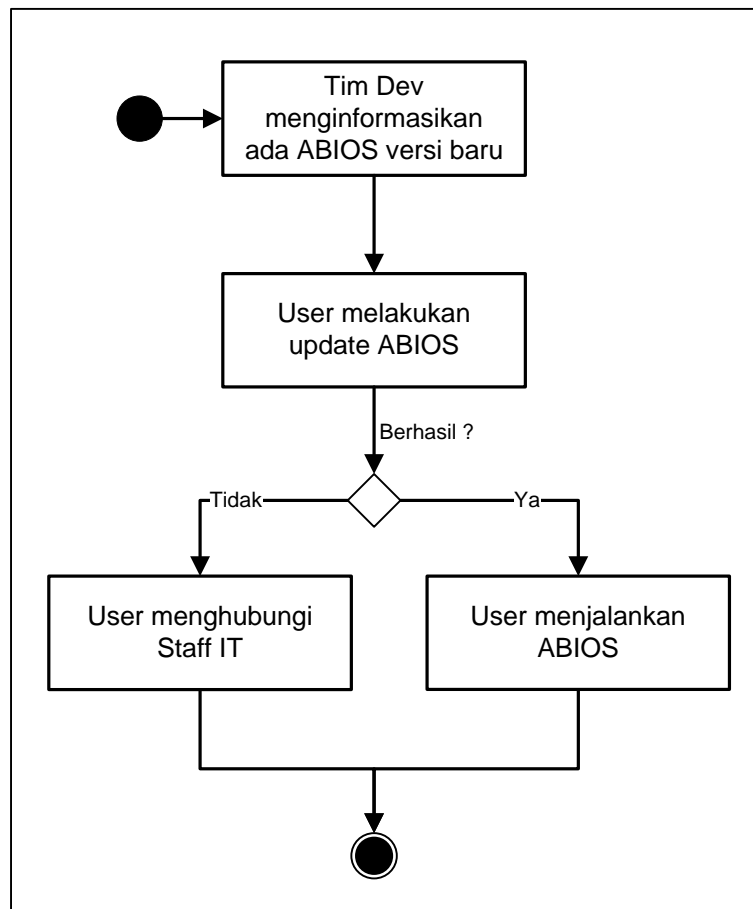 Tim Dev
menginformasikan
ada ABIOS versi baru
User melakukan
update ABIOS
Berhasil ?
Tidak
Ya
User menghubungi
Staff IT
User menjalankan
ABIOS